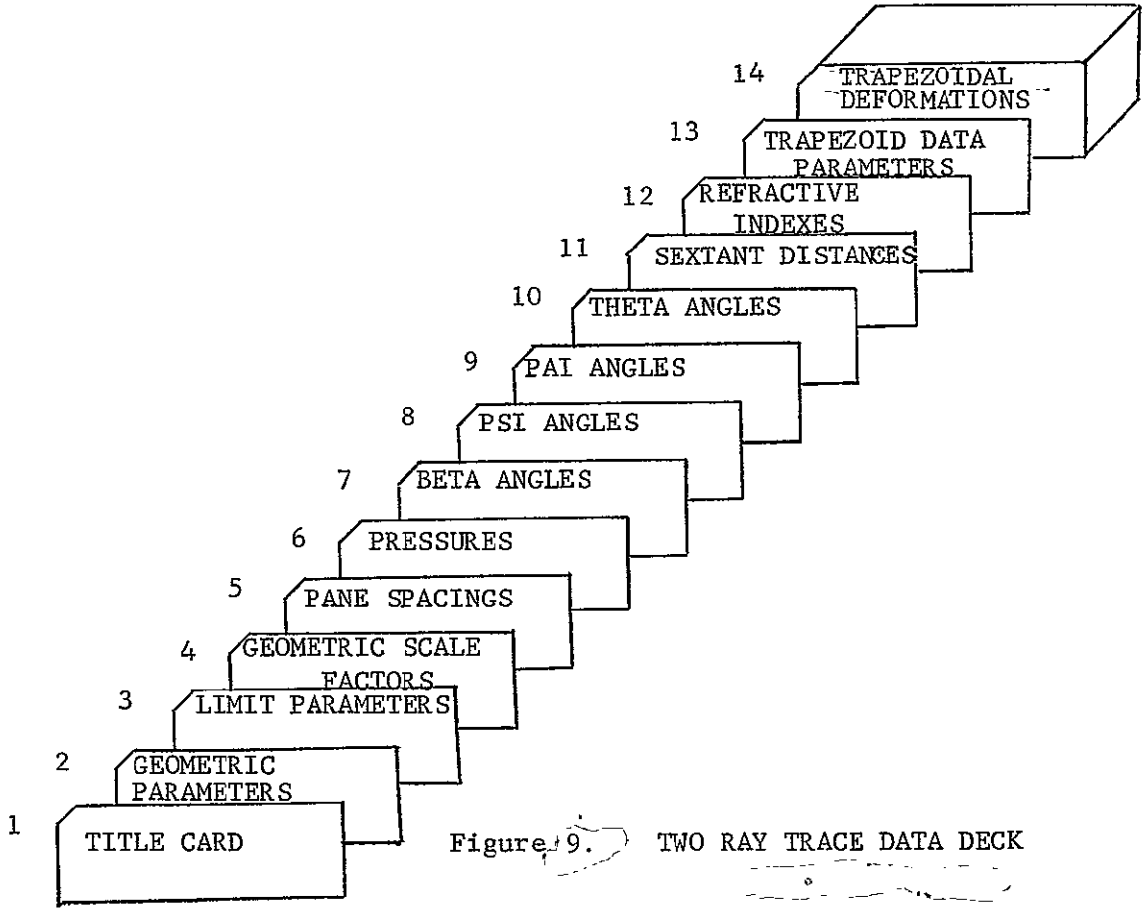 14 TRAPEZOIDAL
DEFORMATIONS
13 TRAPEZOID DATA
PARAMETERS
12 REFRACTIVE
INDEXES
11 SEXTANT DISTANCES
10 THETA ANGLES
9 PAI ANGLES
8 PSI ANGLES
7 BETA ANGLES
6 PRESSURES
5 PANE SPACINGS
4 GEOMETRIC SCALE
FACTORS
3 LIMIT PARAMETERS
2 GEOMETRIC
PARAMETERS
1 TITLE CARD
Figure 9. TWO RAY TRACE DATA DECK